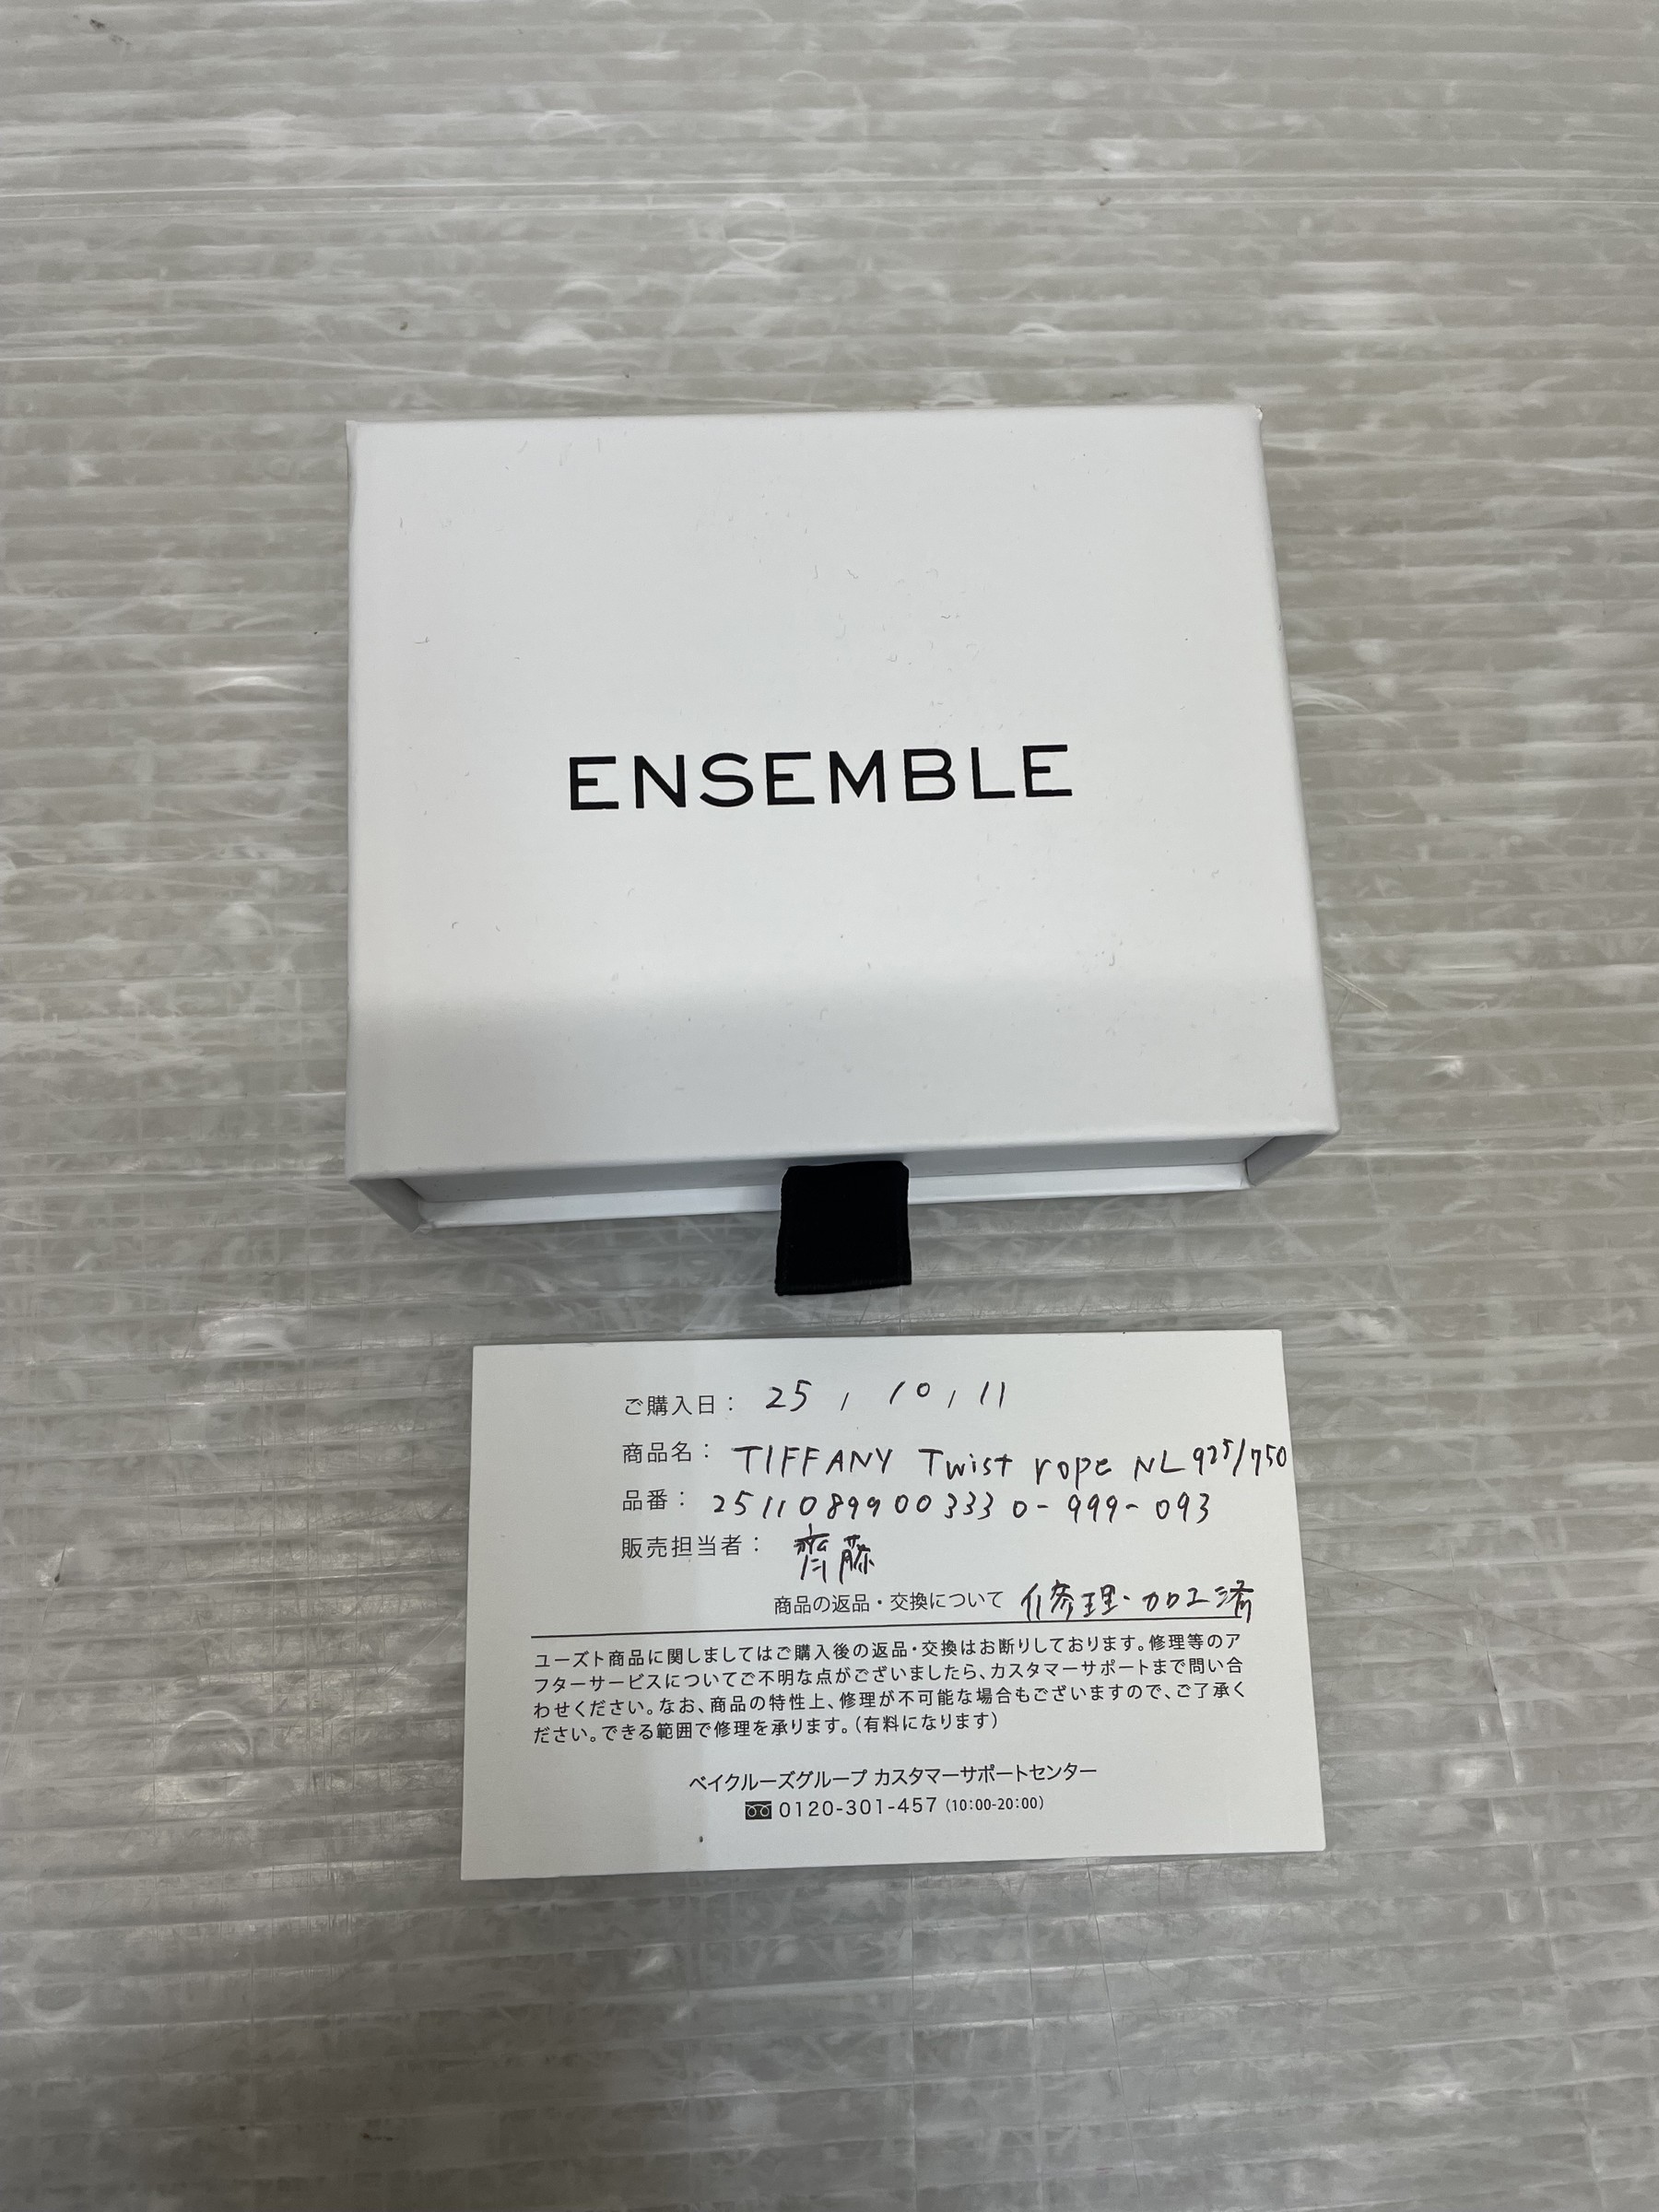 ENSEMBLE
ご購入日： 25 , 10 , 11
商品名： TIFFANY Twist rope NL 925/750
品番： 25110899003330-999-093
販売担当者： 齊藤
商品の返品・交換について 修理・加工済
ユーズト商品に関しましてはご購入後の返品・交換はお断りしております。修理等のア
フターサービスについてご不明な点がございましたら、カスタマーサポートまで問い合
わせください。なお、商品の特性上、修理が不可能な場合もございますので、ご了承く
ださい。できる範囲で修理を承ります。（有料になります）
ベイクルーズグループ カスタマーサポートセンター
0120-301-457（10:00-20:00）